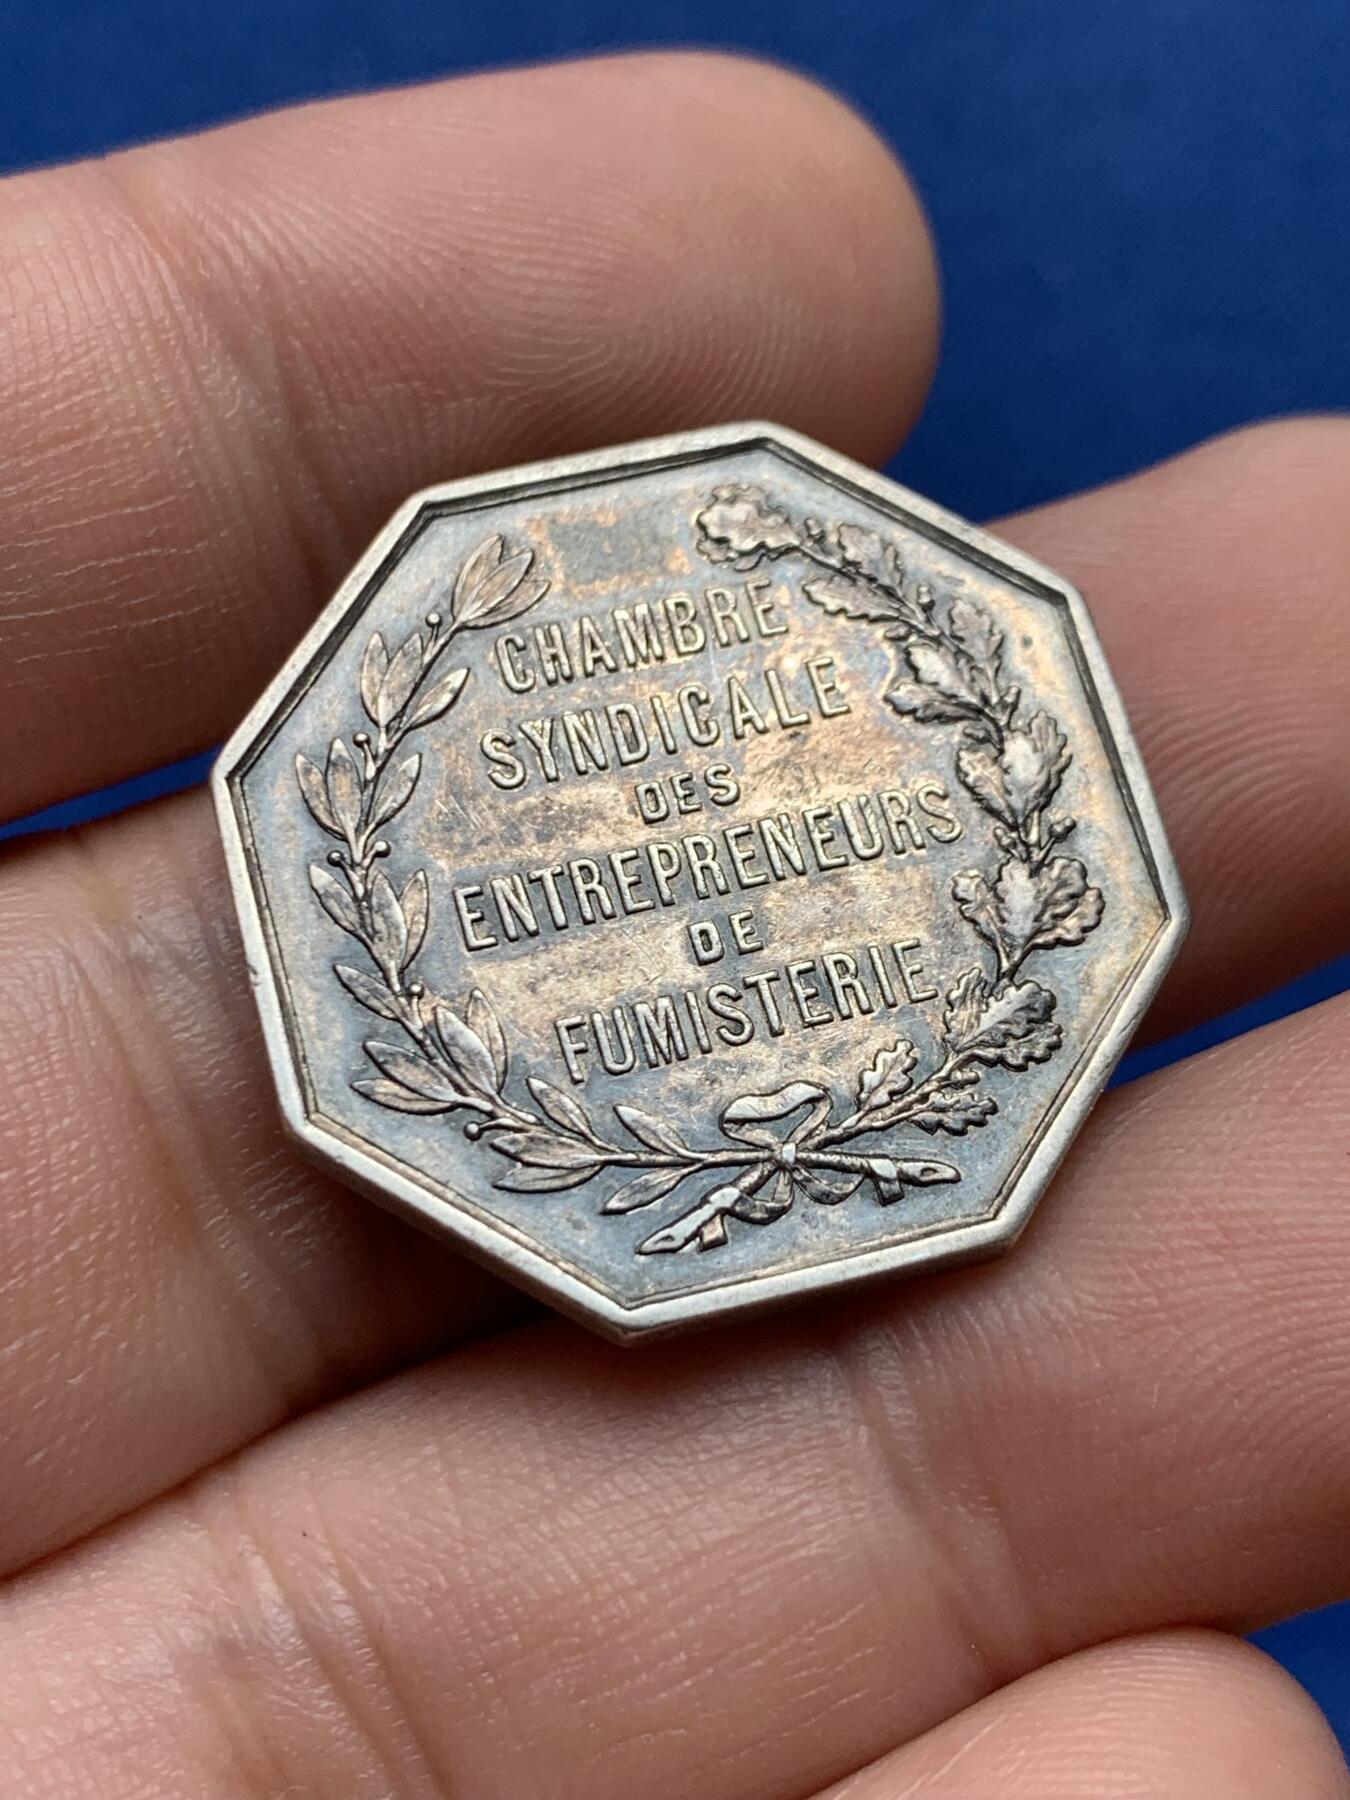 CHAMBRE
SYNDICALE
DES
ENTREPRENEURS
DE
FUMISTERIE